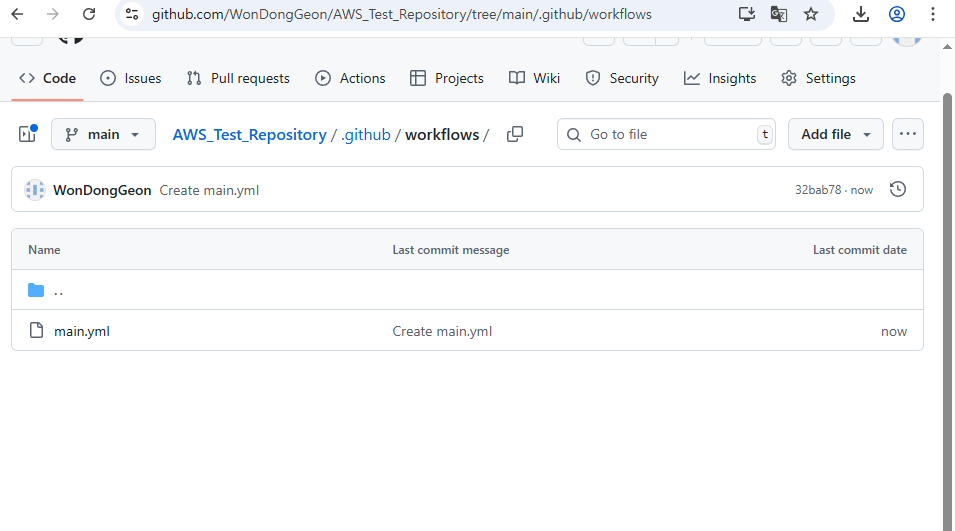 github.com/WonDongGeon/AWS_Test_Repository/tree/main/.github/workflows
Code Issues Pull requests Actions Projects Wiki Security Insights Settings
main AWS_Test_Repository / .github / workflows / Go to file t Add file
WonDongGeon Create main.yml 32bab78 · now
Name Last commit message Last commit date
..
main.yml Create main.yml now